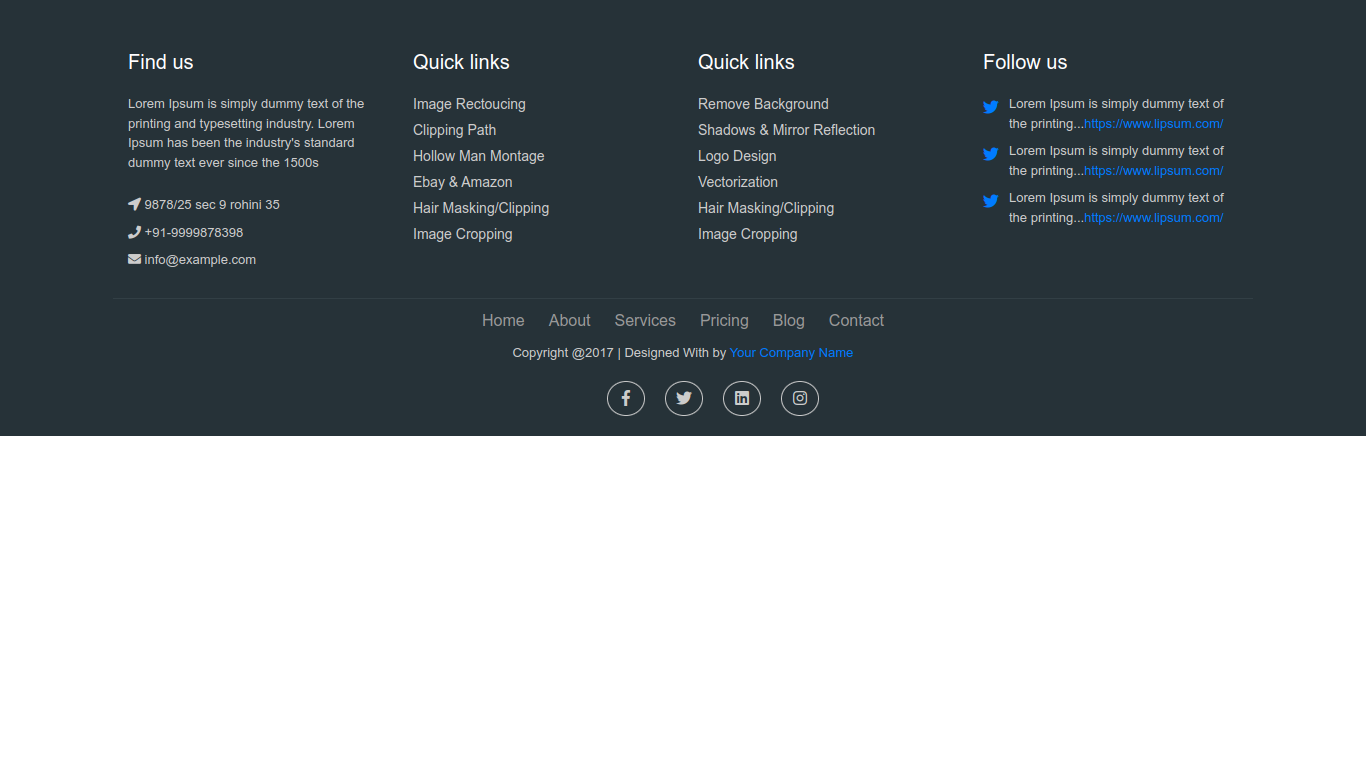 Find us
Lorem Ipsum is simply dummy text of the
printing and typesetting industry. Lorem
Ipsum has been the industry's standard
dummy text ever since the 1500s
9878/25 sec 9 rohini 35
+91-9999878398
info@example.com
Quick links
Image Rectoucing
Clipping Path
Hollow Man Montage
Ebay & Amazon
Hair Masking/Clipping
Image Cropping
Quick links
Remove Background
Shadows & Mirror Reflection
Logo Design
Vectorization
Hair Masking/Clipping
Image Cropping
Follow us
Lorem Ipsum is simply dummy text of
the printing...https://www.lipsum.com/
Lorem Ipsum is simply dummy text of
the printing...https://www.lipsum.com/
Lorem Ipsum is simply dummy text of
the printing...https://www.lipsum.com/
Home About Services Pricing Blog Contact
Copyright @2017 | Designed With by Your Company Name